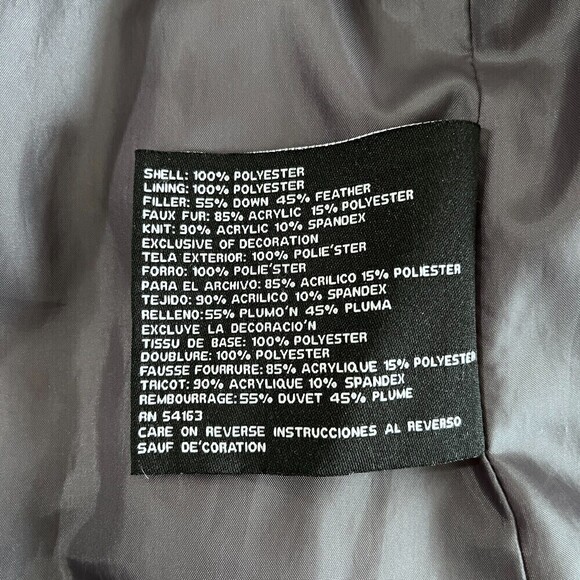 SHELL: 100% POLYESTER
LINING: 100% POLYESTER
FILLER: 55% DOWN 45% FEATHER
FAUX FUR: 85% ACRYLIC 15% POLYESTER
KNIT: 90% ACRYLIC 10% SPANDEX
EXCLUSIVE OF DECORATION
TELA EXTERIOR: 100% POLIE'STER
FORRO: 100% POLIE'STER
PARA EL ARCHIVO: 85% ACRILICO 15% POLIESTER
TEJIDO: 90% ACRILICO 10% SPANDEX
RELLENO:55% PLUMO'N 45% PLUMA
EXCLUYE LA DECORACIO'N
TISSU DE BASE: 100% POLYESTER
DOUBLURE: 100% POLYESTER
FAUSSE FOURRURE: 85% ACRYLIQUE 15% POLYESTER
TRICOT: 90% ACRYLIQUE 10% SPANDEX
REMBOURRAGE: 55% DUVET 45% PLUME
RN 54163
CARE ON REVERSE INSTRUCCIONES AL REVERSO
SAUF DE'CORATION